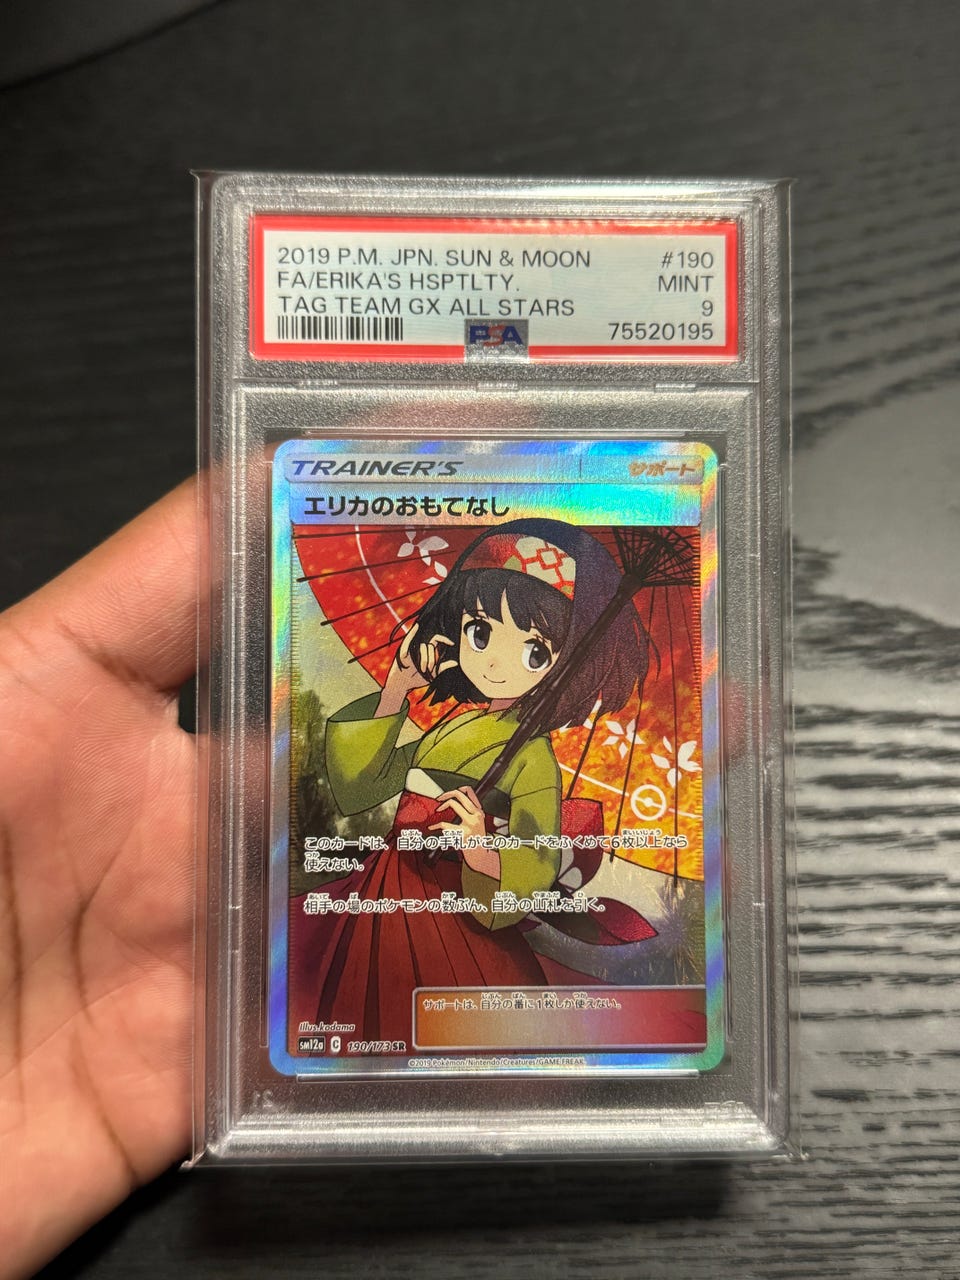 2019 P.M. JPN. SUN & MOON #190
FA/ERIKA'S HSPTLTY. MINT
TAG TEAM GX ALL STARS 9
PSA 75520195
TRAINER'S サポート
エリカのおもてなし
このカードは、自分の手札がこのカードをふくめて6枚以上なら
使えない。
相手の場のポケモンの数ぶん、自分の山札を引く。
サポートは、自分の番に1枚しか使えない。
Illus.kodama
sm12a C 190/173 SR
©2019 Pokémon/Nintendo/Creatures/GAME FREAK.